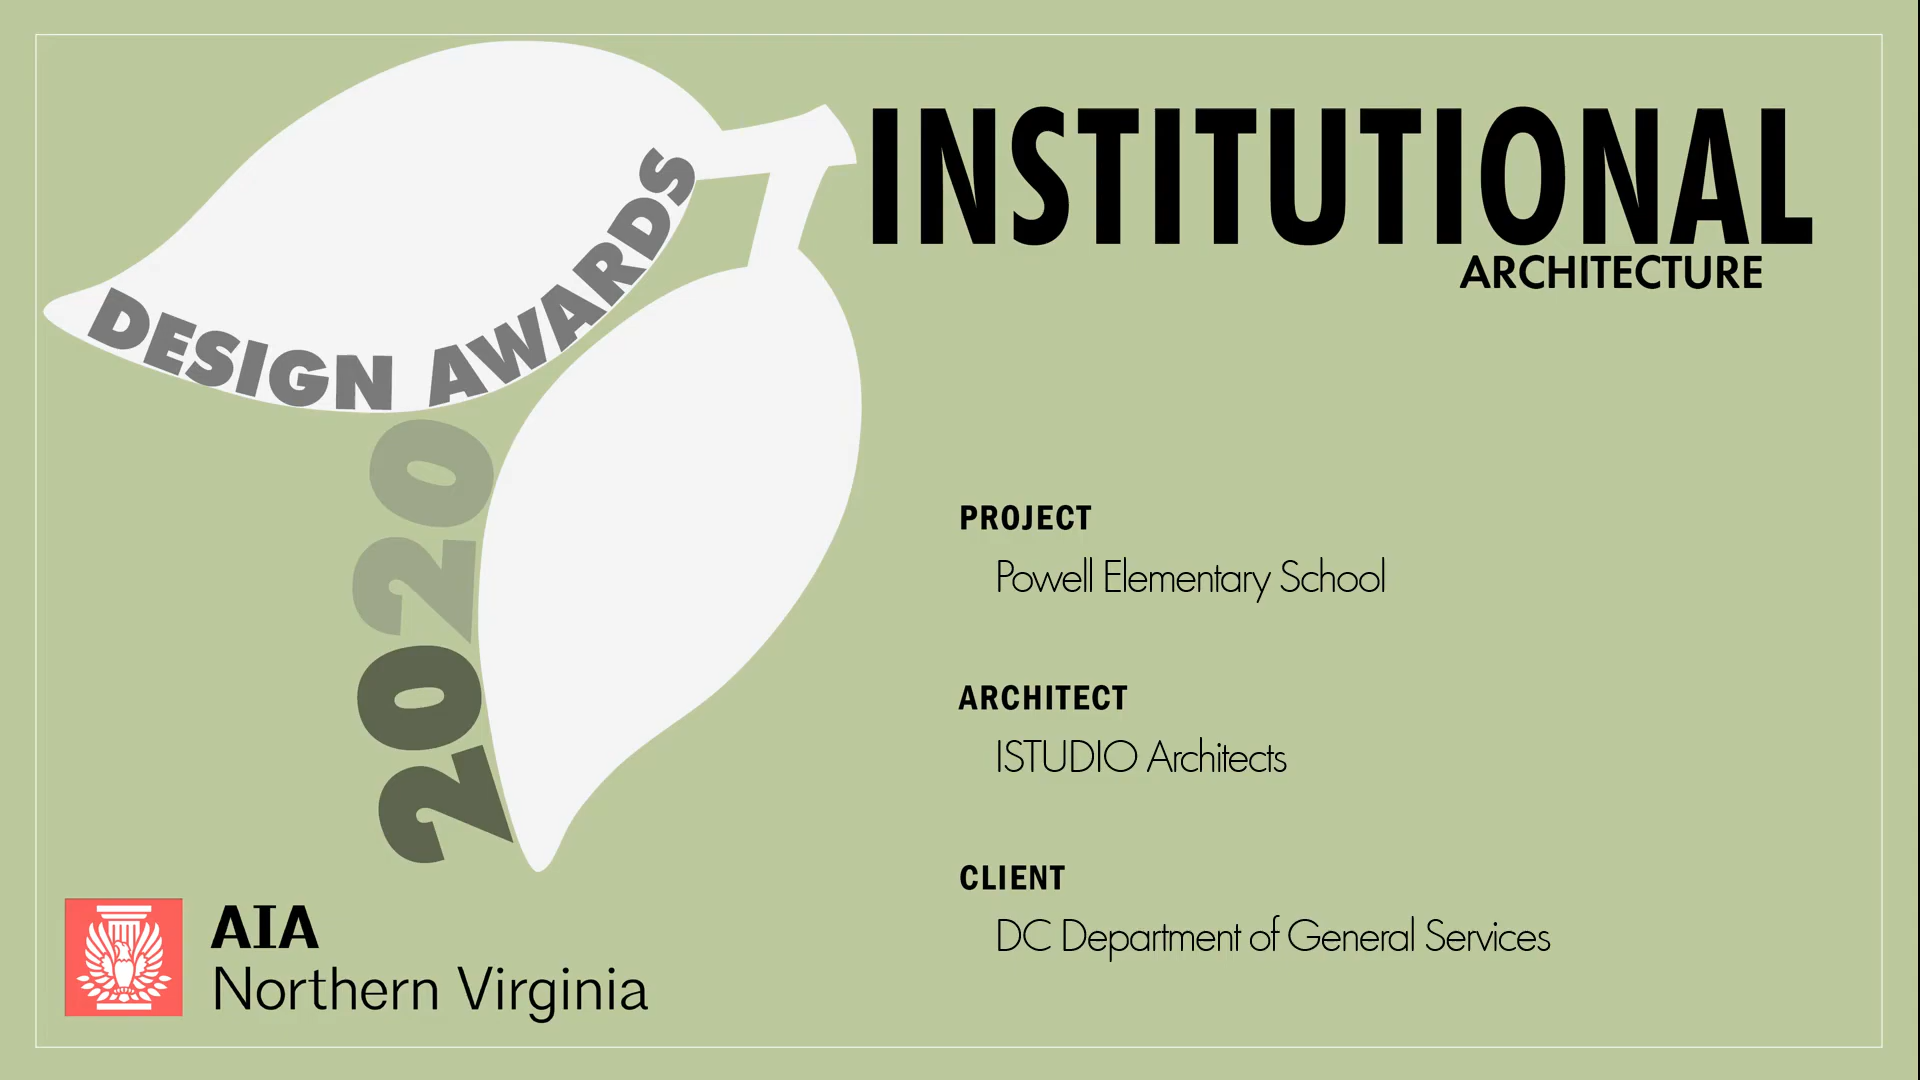 DESIGN AWARDS
2020
INSTITUTIONAL
ARCHITECTURE
PROJECT
Powell Elementary School
ARCHITECT
ISTUDIO Architects
CLIENT
DC Department of General Services
AIA
Northern Virginia